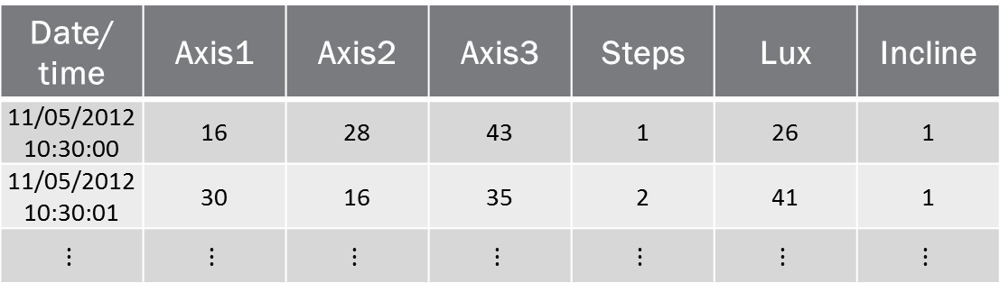 Date/ time Axis1 Axis2 Axis3 Steps Lux Incline
11/05/2012 10:30:00 16 28 43 1 26 1
11/05/2012 10:30:01 30 16 35 2 41 1
⋮ ⋮ ⋮ ⋮ ⋮ ⋮ ⋮